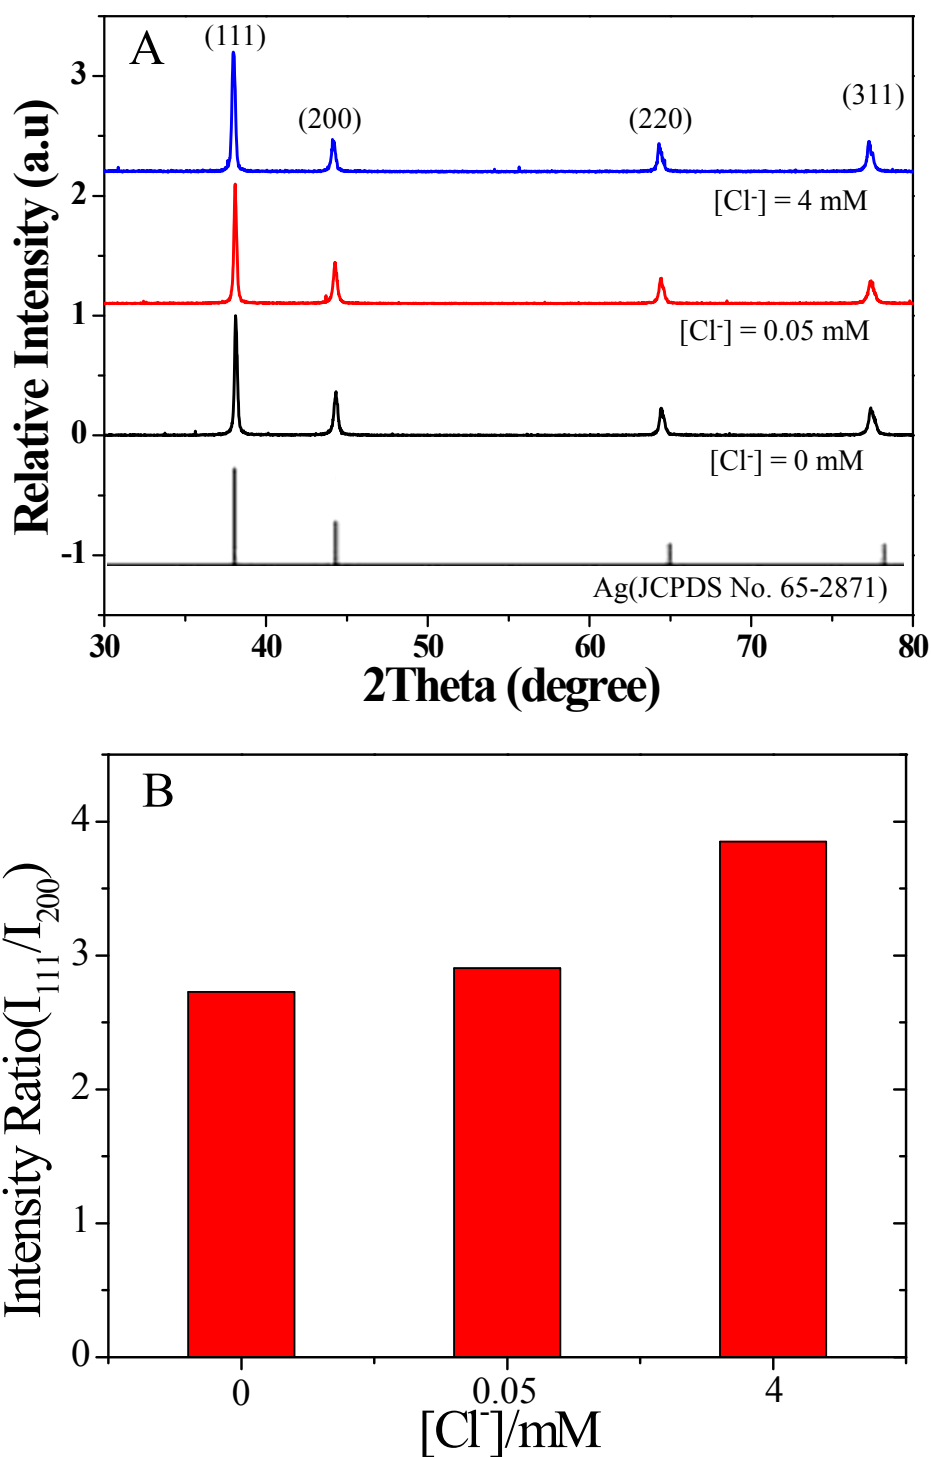 A
(111)
(200)
(220)
(311)
[Cl⁻] = 4 mM
[Cl⁻] = 0.05 mM
[Cl⁻] = 0 mM
Ag(JCPDS No. 65-2871)
3
2
1
0
-1
Relative Intensity (a.u)
30 40 50 60 70 80
2Theta (degree)
B
4
3
2
1
0
Intensity Ratio(I₁₁₁/I₂₀₀)
0 0.05 4
[Cl⁻]/mM